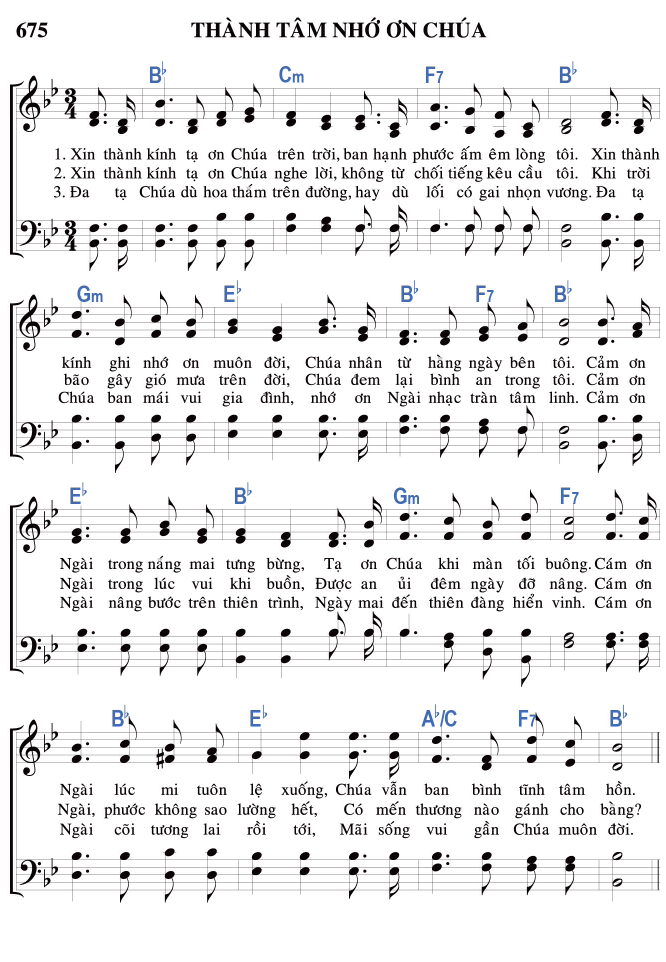 675 THÀNH TÂM NHỚ ƠN CHÚA
B♭ Cm F7 B♭
3/4
1. Xin thành kính tạ ơn Chúa trên trời, ban hạnh phước ấm êm lòng tôi. Xin thành
2. Xin thành kính tạ ơn Chúa nghe lời, không từ chối tiếng kêu cầu tôi. Khi trời
3. Đa tạ Chúa dù hoa thắm trên đường, hay dù lối có gai nhọn vương. Đa tạ
3/4
Gm E♭ B♭ F7 B♭
kính ghi nhớ ơn muôn đời, Chúa nhân từ hằng ngày bên tôi. Cảm ơn
bão gây gió mưa trên đời, Chúa đem lại bình an trong tôi. Cảm ơn
Chúa ban mái vui gia đình, nhớ ơn Ngài nhạc tràn tâm linh. Cảm ơn
E♭ B♭ Gm F7
Ngài trong nắng mai tưng bừng, Tạ ơn Chúa khi màn tối buông. Cám ơn
Ngài trong lúc vui khi buồn, Được an ủi đêm ngày đỡ nâng. Cám ơn
Ngài nâng bước trên thiên trình, Ngày mai đến thiên đàng hiển vinh. Cám ơn
B♭ E♭ A♭/C F7 B♭
Ngài lúc mi tuôn lệ xuống, Chúa vẫn ban bình tĩnh tâm hồn.
Ngài, phước không sao lường hết, Có mến thương nào gánh cho bằng?
Ngài cõi tương lai rồi tới, Mãi sống vui gần Chúa muôn đời.